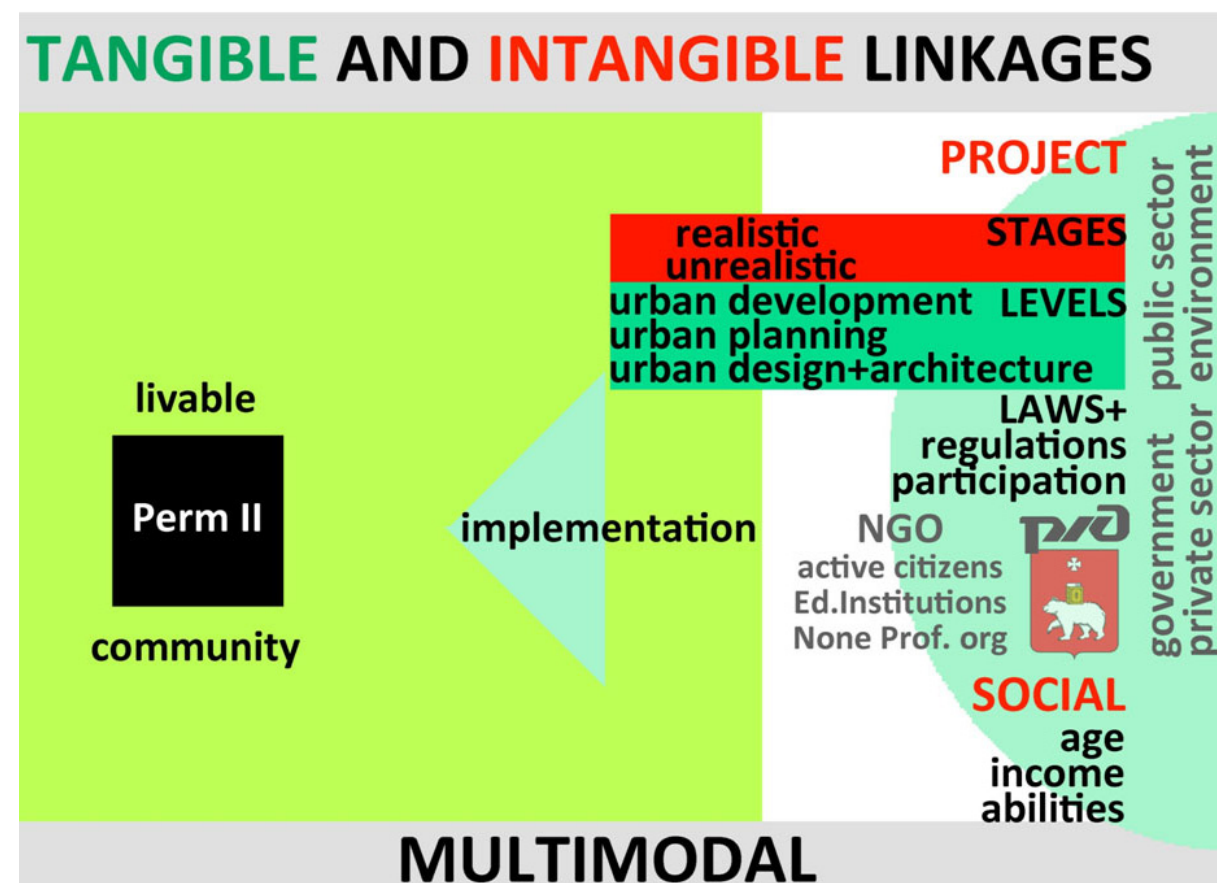 TANGIBLE AND INTANGIBLE LINKAGES
PROJECT
realistic STAGES
unrealistic
urban development LEVELS
urban planning
urban design+architecture
LAWS+
regulations
participation
livable
Perm II
community
implementation
NGO
active citizens
Ed.Institutions
None Prof. org
pжд
SOCIAL
age
income
abilities
government public sector
private sector environment
MULTIMODAL